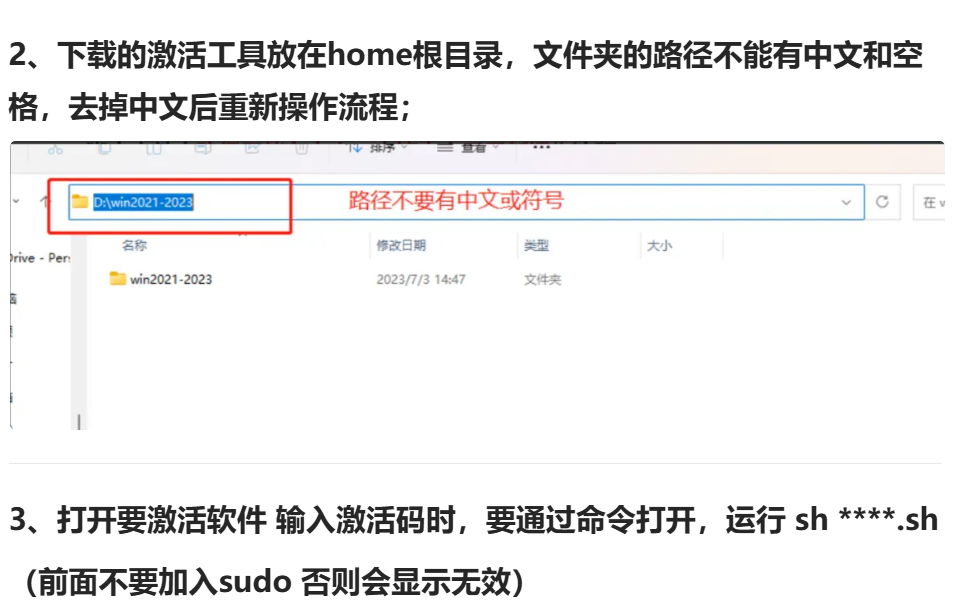 2、下载的激活工具放在home根目录，文件夹的路径不能有中文和空
格，去掉中文后重新操作流程；
排序 查看
D:\win2021-2023 路径不要有中文或符号 在
名称 修改日期 类型 大小
Drive - Pers
win2021-2023 2023/7/3 14:47 文件夹
3、打开要激活软件 输入激活码时，要通过命令打开，运行 sh ****.sh
（前面不要加入sudo 否则会显示无效）